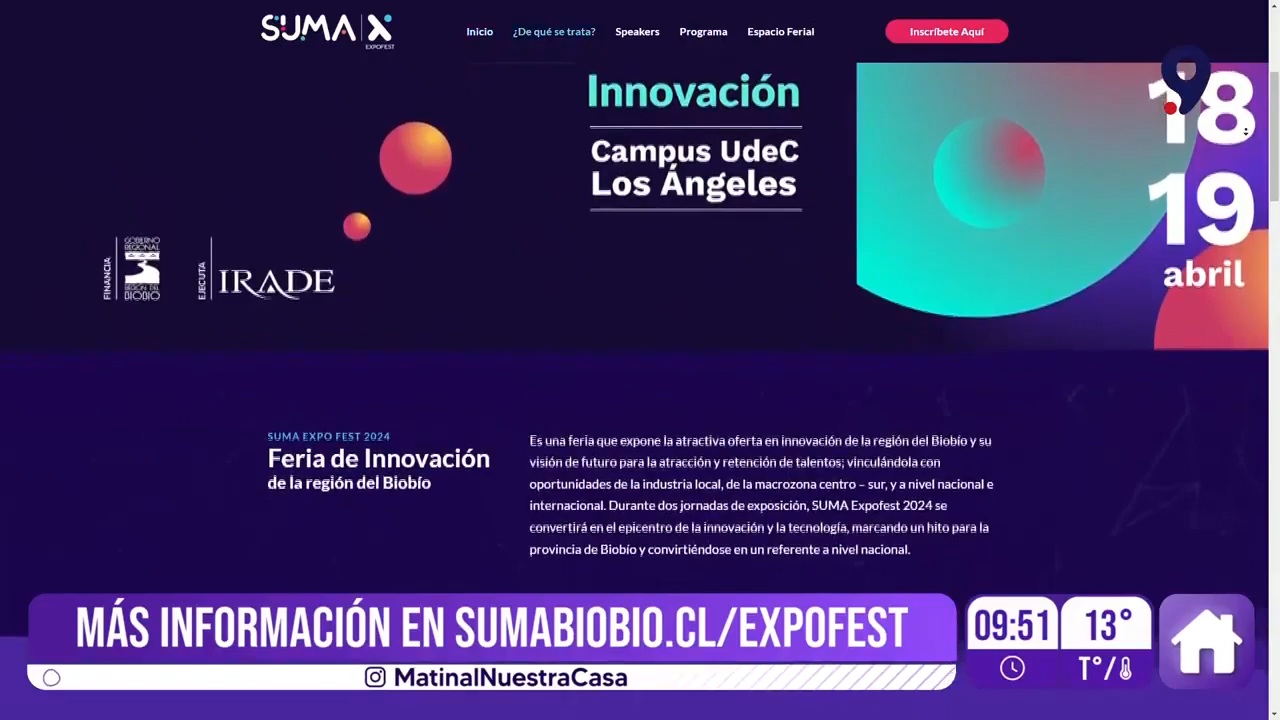 SUMA X
EXPOFEST
Inicio
¿De qué se trata?
Speakers
Programa
Espacio Ferial
Inscríbete Aquí
Innovación
Campus UdeC
Los Ángeles
18
19
abril
FINANCIA
GOBIERNO
REGIONAL
REGIÓN DEL
BIOBIO
EJECUTA
IRADE
SUMA EXPO FEST 2024
Feria de Innovación
de la región del Biobío
Es una feria que expone la atractiva oferta en innovación de la región del Biobío y su
visión de futuro para la atracción y retención de talentos; vinculándola con
oportunidades de la industria local, de la macrozona centro – sur, y a nivel nacional e
internacional. Durante dos jornadas de exposición, SUMA Expofest 2024 se
convertirá en el epicentro de la innovación y la tecnología, marcando un hito para la
provincia de Biobío y convirtiéndose en un referente a nivel nacional.
MÁS INFORMACIÓN EN SUMABIOBIO.CL/EXPOFEST
MatinalNuestraCasa
09:51
13°
T°/